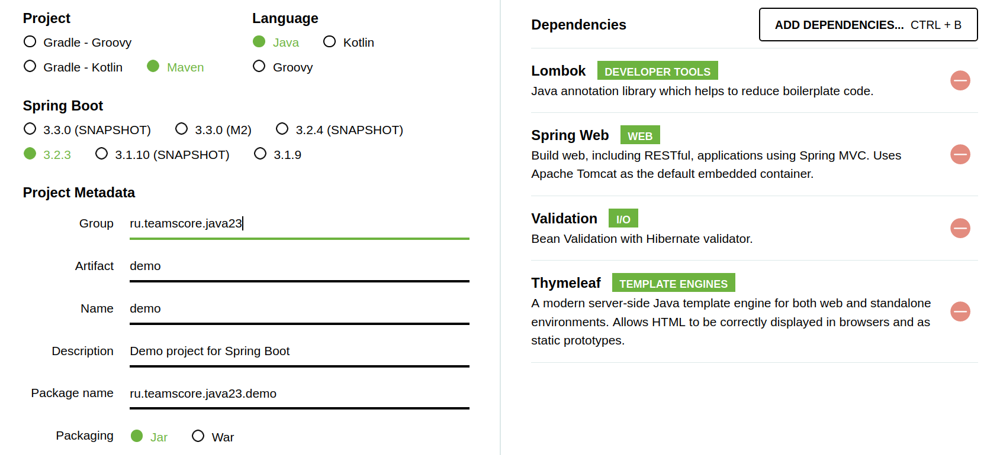 Project
Gradle - Groovy
Gradle - Kotlin Maven
Language
Java Kotlin
Groovy
Spring Boot
3.3.0 (SNAPSHOT) 3.3.0 (M2) 3.2.4 (SNAPSHOT)
3.2.3 3.1.10 (SNAPSHOT) 3.1.9
Project Metadata
Group ru.teamscore.java23
Artifact demo
Name demo
Description Demo project for Spring Boot
Package name ru.teamscore.java23.demo
Packaging Jar War
Dependencies ADD DEPENDENCIES... CTRL + B
Lombok DEVELOPER TOOLS
Java annotation library which helps to reduce boilerplate code.
Spring Web WEB
Build web, including RESTful, applications using Spring MVC. Uses
Apache Tomcat as the default embedded container.
Validation I/O
Bean Validation with Hibernate validator.
Thymeleaf TEMPLATE ENGINES
A modern server-side Java template engine for both web and standalone
environments. Allows HTML to be correctly displayed in browsers and as
static prototypes.